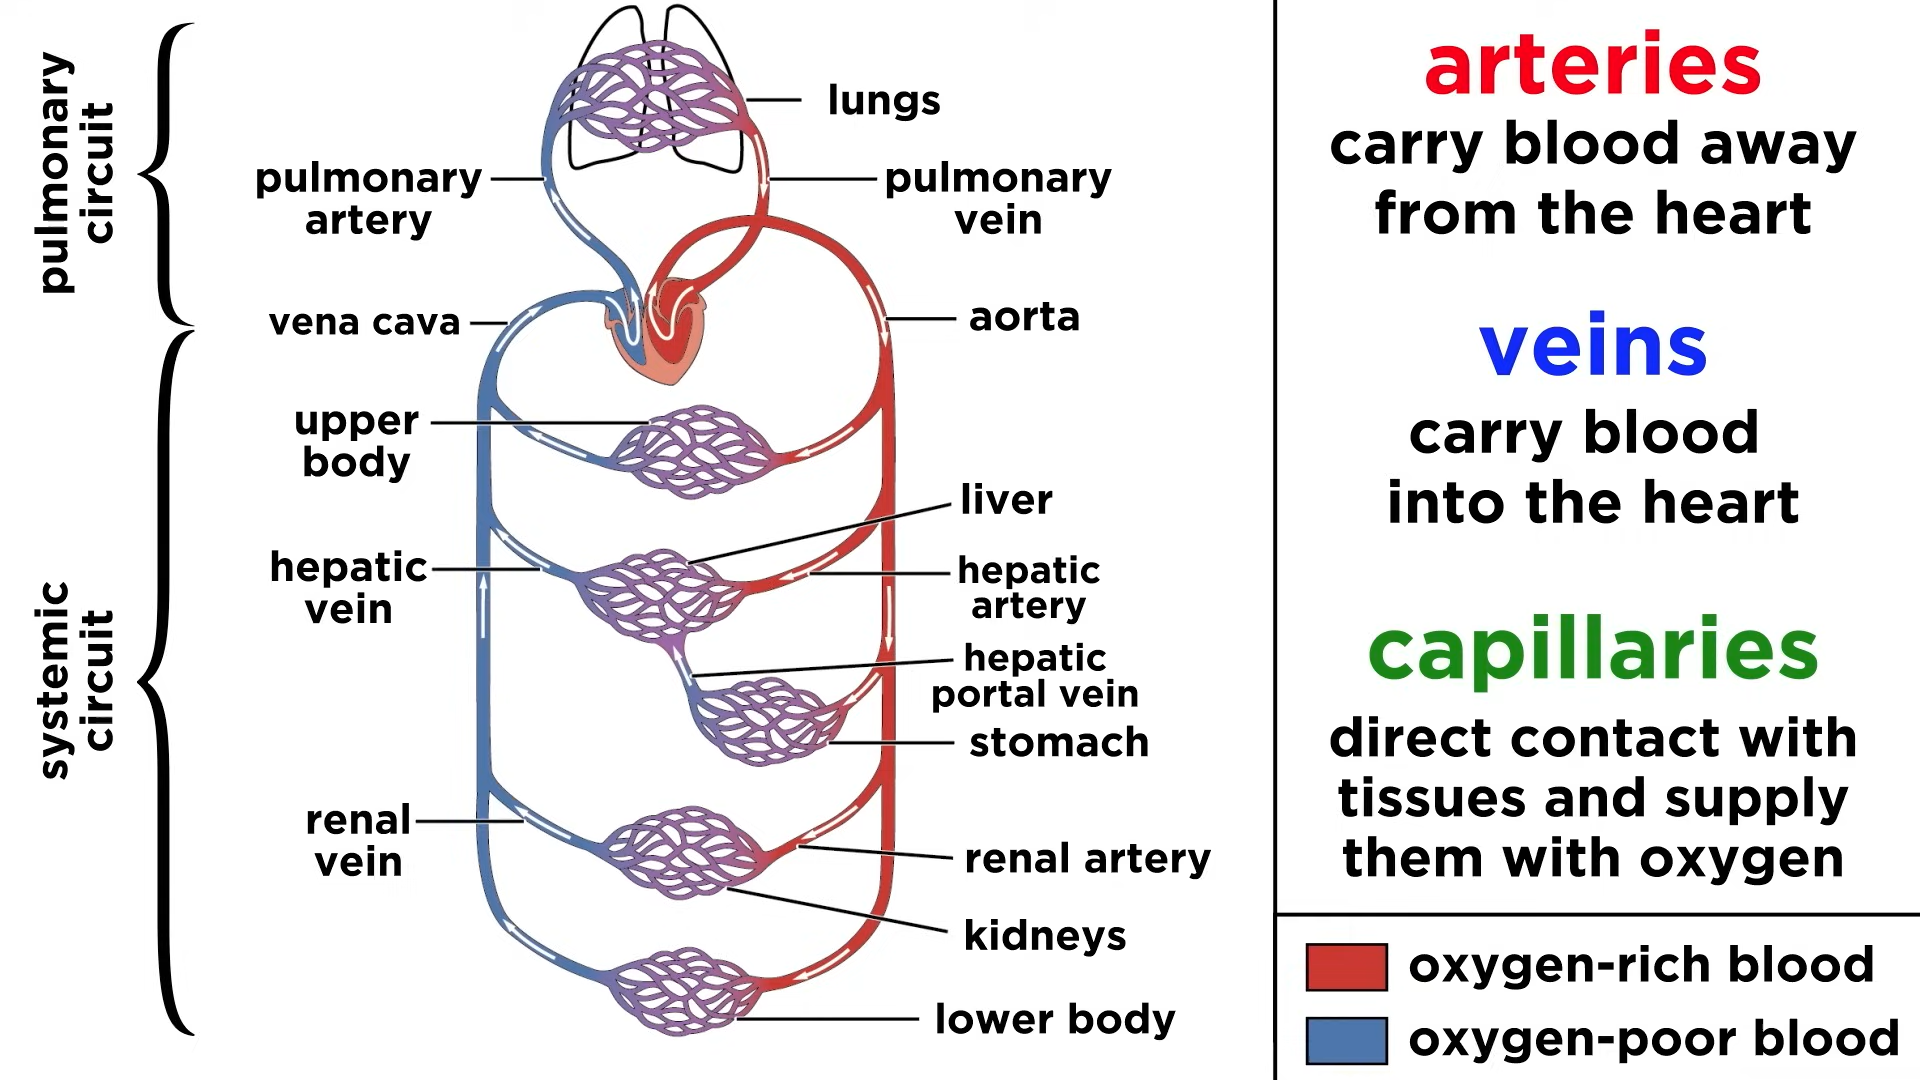 pulmonary
circuit
systemic
circuit
lungs
pulmonary
artery
pulmonary
vein
vena cava
aorta
upper
body
liver
hepatic
vein
hepatic
artery
hepatic
portal vein
stomach
renal
vein
renal artery
kidneys
lower body
arteries
carry blood away
from the heart
veins
carry blood
into the heart
capillaries
direct contact with
tissues and supply
them with oxygen
oxygen-rich blood
oxygen-poor blood